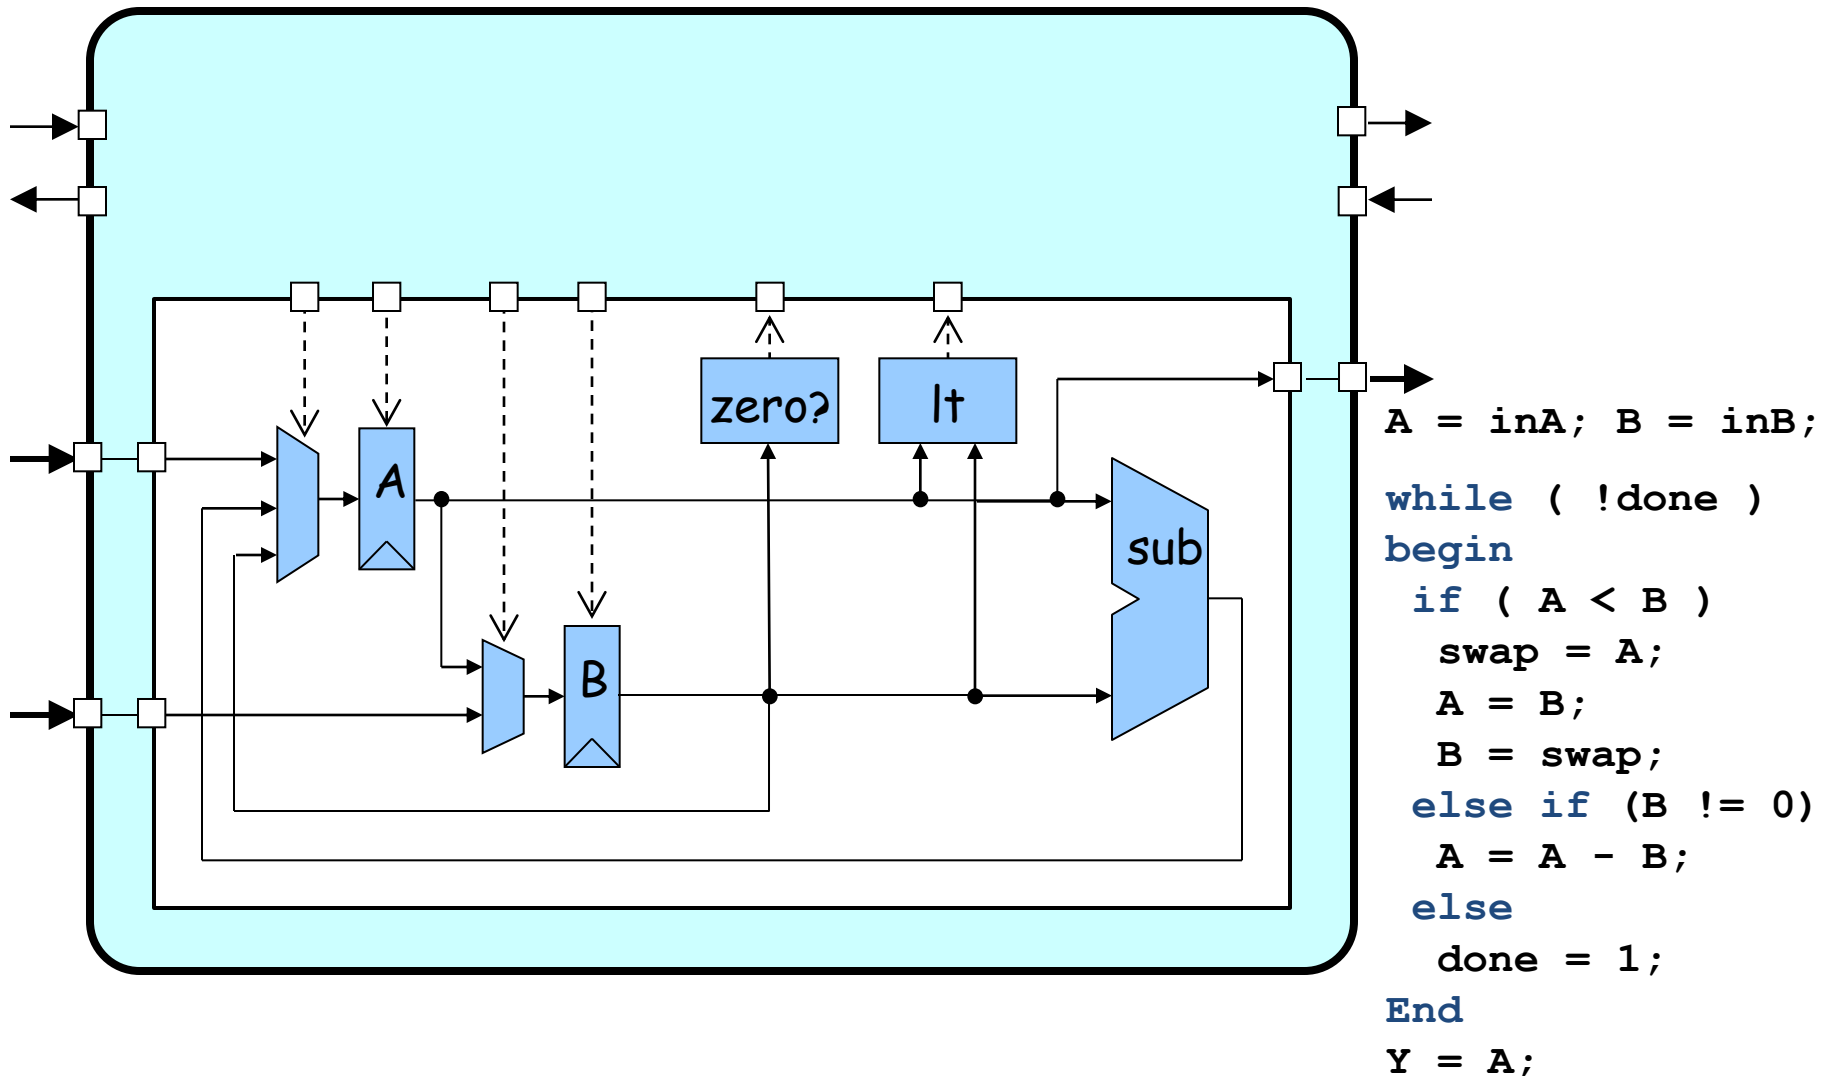 zero?
lt
A
sub
B
A = inA; B = inB;
while ( !done )
begin
if ( A < B )
swap = A;
A = B;
B = swap;
else if (B != 0)
A = A - B;
else
done = 1;
End
Y = A;